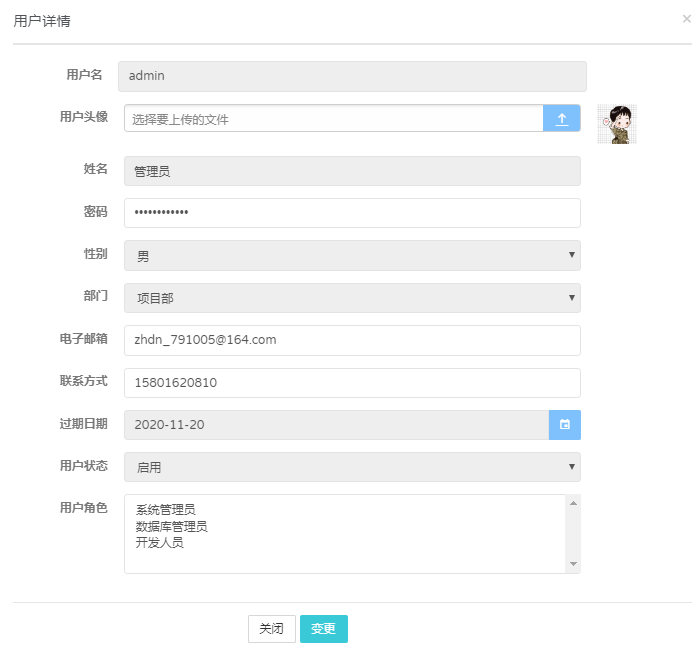 用户详情 ×
用户名 admin
用户头像 选择要上传的文件
姓名 管理员
密码 ••••••••••••
性别 男
部门 项目部
电子邮箱 zhdn_791005@164.com
联系方式 15801620810
过期日期 2020-11-20
用户状态 启用
用户角色 系统管理员
数据库管理员
开发人员
关闭 变更